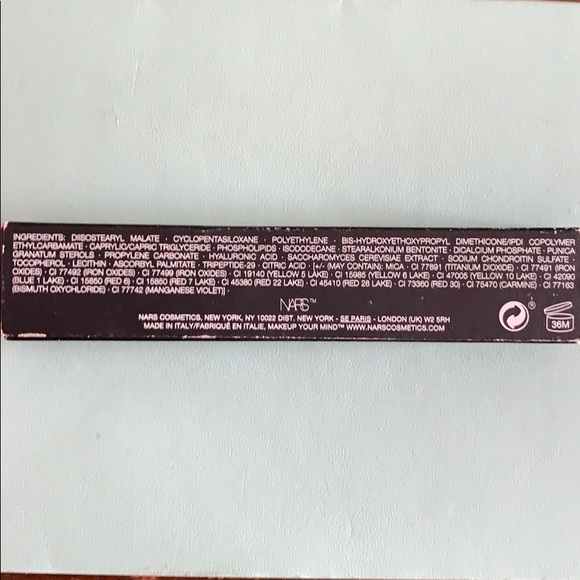 INGREDIENTS: DIISOSTEARYL MALATE · CYCLOPENTASILOXANE · POLYETHYLENE · BIS-HYDROXYETHOXYPROPYL DIMETHICONE/IPDI COPOLYMER
ETHYLCARBAMATE · CAPRYLIC/CAPRIC TRIGLYCERIDE · PHOSPHOLIPIDS · ISODODECANE · STEARALKONIUM BENTONITE · DICALCIUM PHOSPHATE · PUNICA
GRANATUM STEROLS · PROPYLENE CARBONATE · HYALURONIC ACID · SACCHAROMYCES CEREVISIAE EXTRACT · SODIUM CHONDROITIN SULFATE ·
TOCOPHEROL · LECITHIN · ASCORBYL PALMITATE · TRIPEPTIDE-29 · CITRIC ACID · [+/- (MAY CONTAIN): MICA · CI 77891 (TITANIUM DIOXIDE) · CI 77491 (IRON
OXIDES) · CI 77492 (IRON OXIDES) · CI 77499 (IRON OXIDES) · CI 19140 (YELLOW 5 LAKE) · CI 15985 (YELLOW 6 LAKE) · CI 47005 (YELLOW 10 LAKE) · CI 42090
(BLUE 1 LAKE) · CI 15850 (RED 6) · CI 15850 (RED 7 LAKE) · CI 45380 (RED 22 LAKE) · CI 45410 (RED 28 LAKE) · CI 73360 (RED 30) · CI 75470 (CARMINE) · CI 77163
(BISMUTH OXYCHLORIDE) · CI 77742 (MANGANESE VIOLET)]
NARS™
NARS COSMETICS, NEW YORK, NY 10022 DIST. NEW YORK - SE PARIS - LONDON (UK) W2 5RH
MADE IN ITALY/FABRIQUÉ EN ITALIE, MAKEUP YOUR MIND™ WWW.NARSCOSMETICS.COM
36M